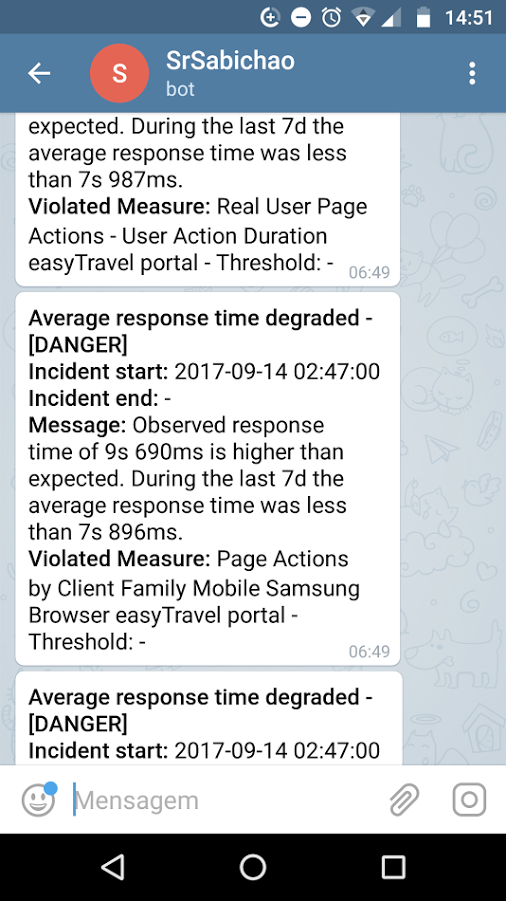 14:51
S
SrSabichao
bot
expected. During the last 7d the
average response time was less
than 7s 987ms.
Violated Measure: Real User Page
Actions - User Action Duration
easyTravel portal - Threshold: -
06:49
Average response time degraded -
[DANGER]
Incident start: 2017-09-14 02:47:00
Incident end: -
Message: Observed response
time of 9s 690ms is higher than
expected. During the last 7d the
average response time was less
than 7s 896ms.
Violated Measure: Page Actions
by Client Family Mobile Samsung
Browser easyTravel portal -
Threshold: -
06:49
Average response time degraded -
[DANGER]
Incident start: 2017-09-14 02:47:00
Mensagem